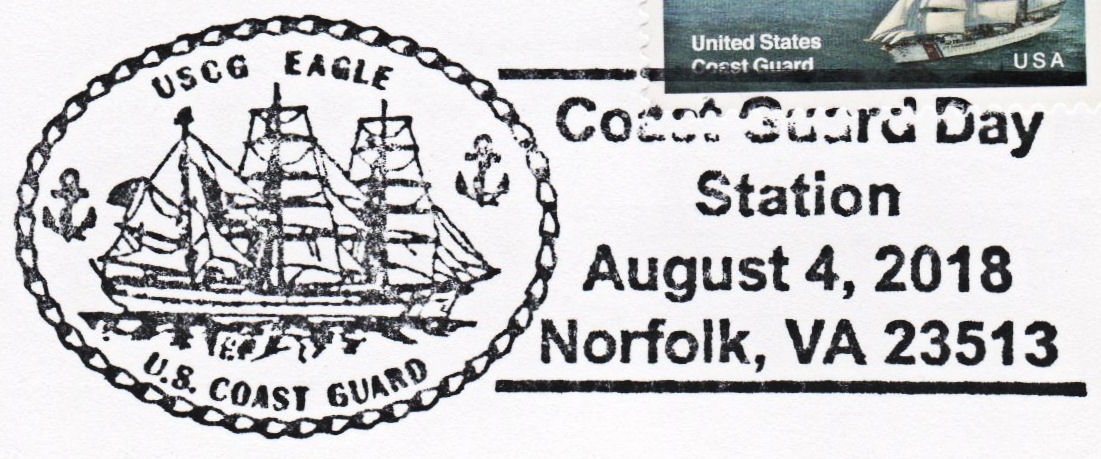 USCG EAGLE
U.S. COAST GUARD
United States
Coast Guard
USA
Coast Guard Day
Station
August 4, 2018
Norfolk, VA 23513